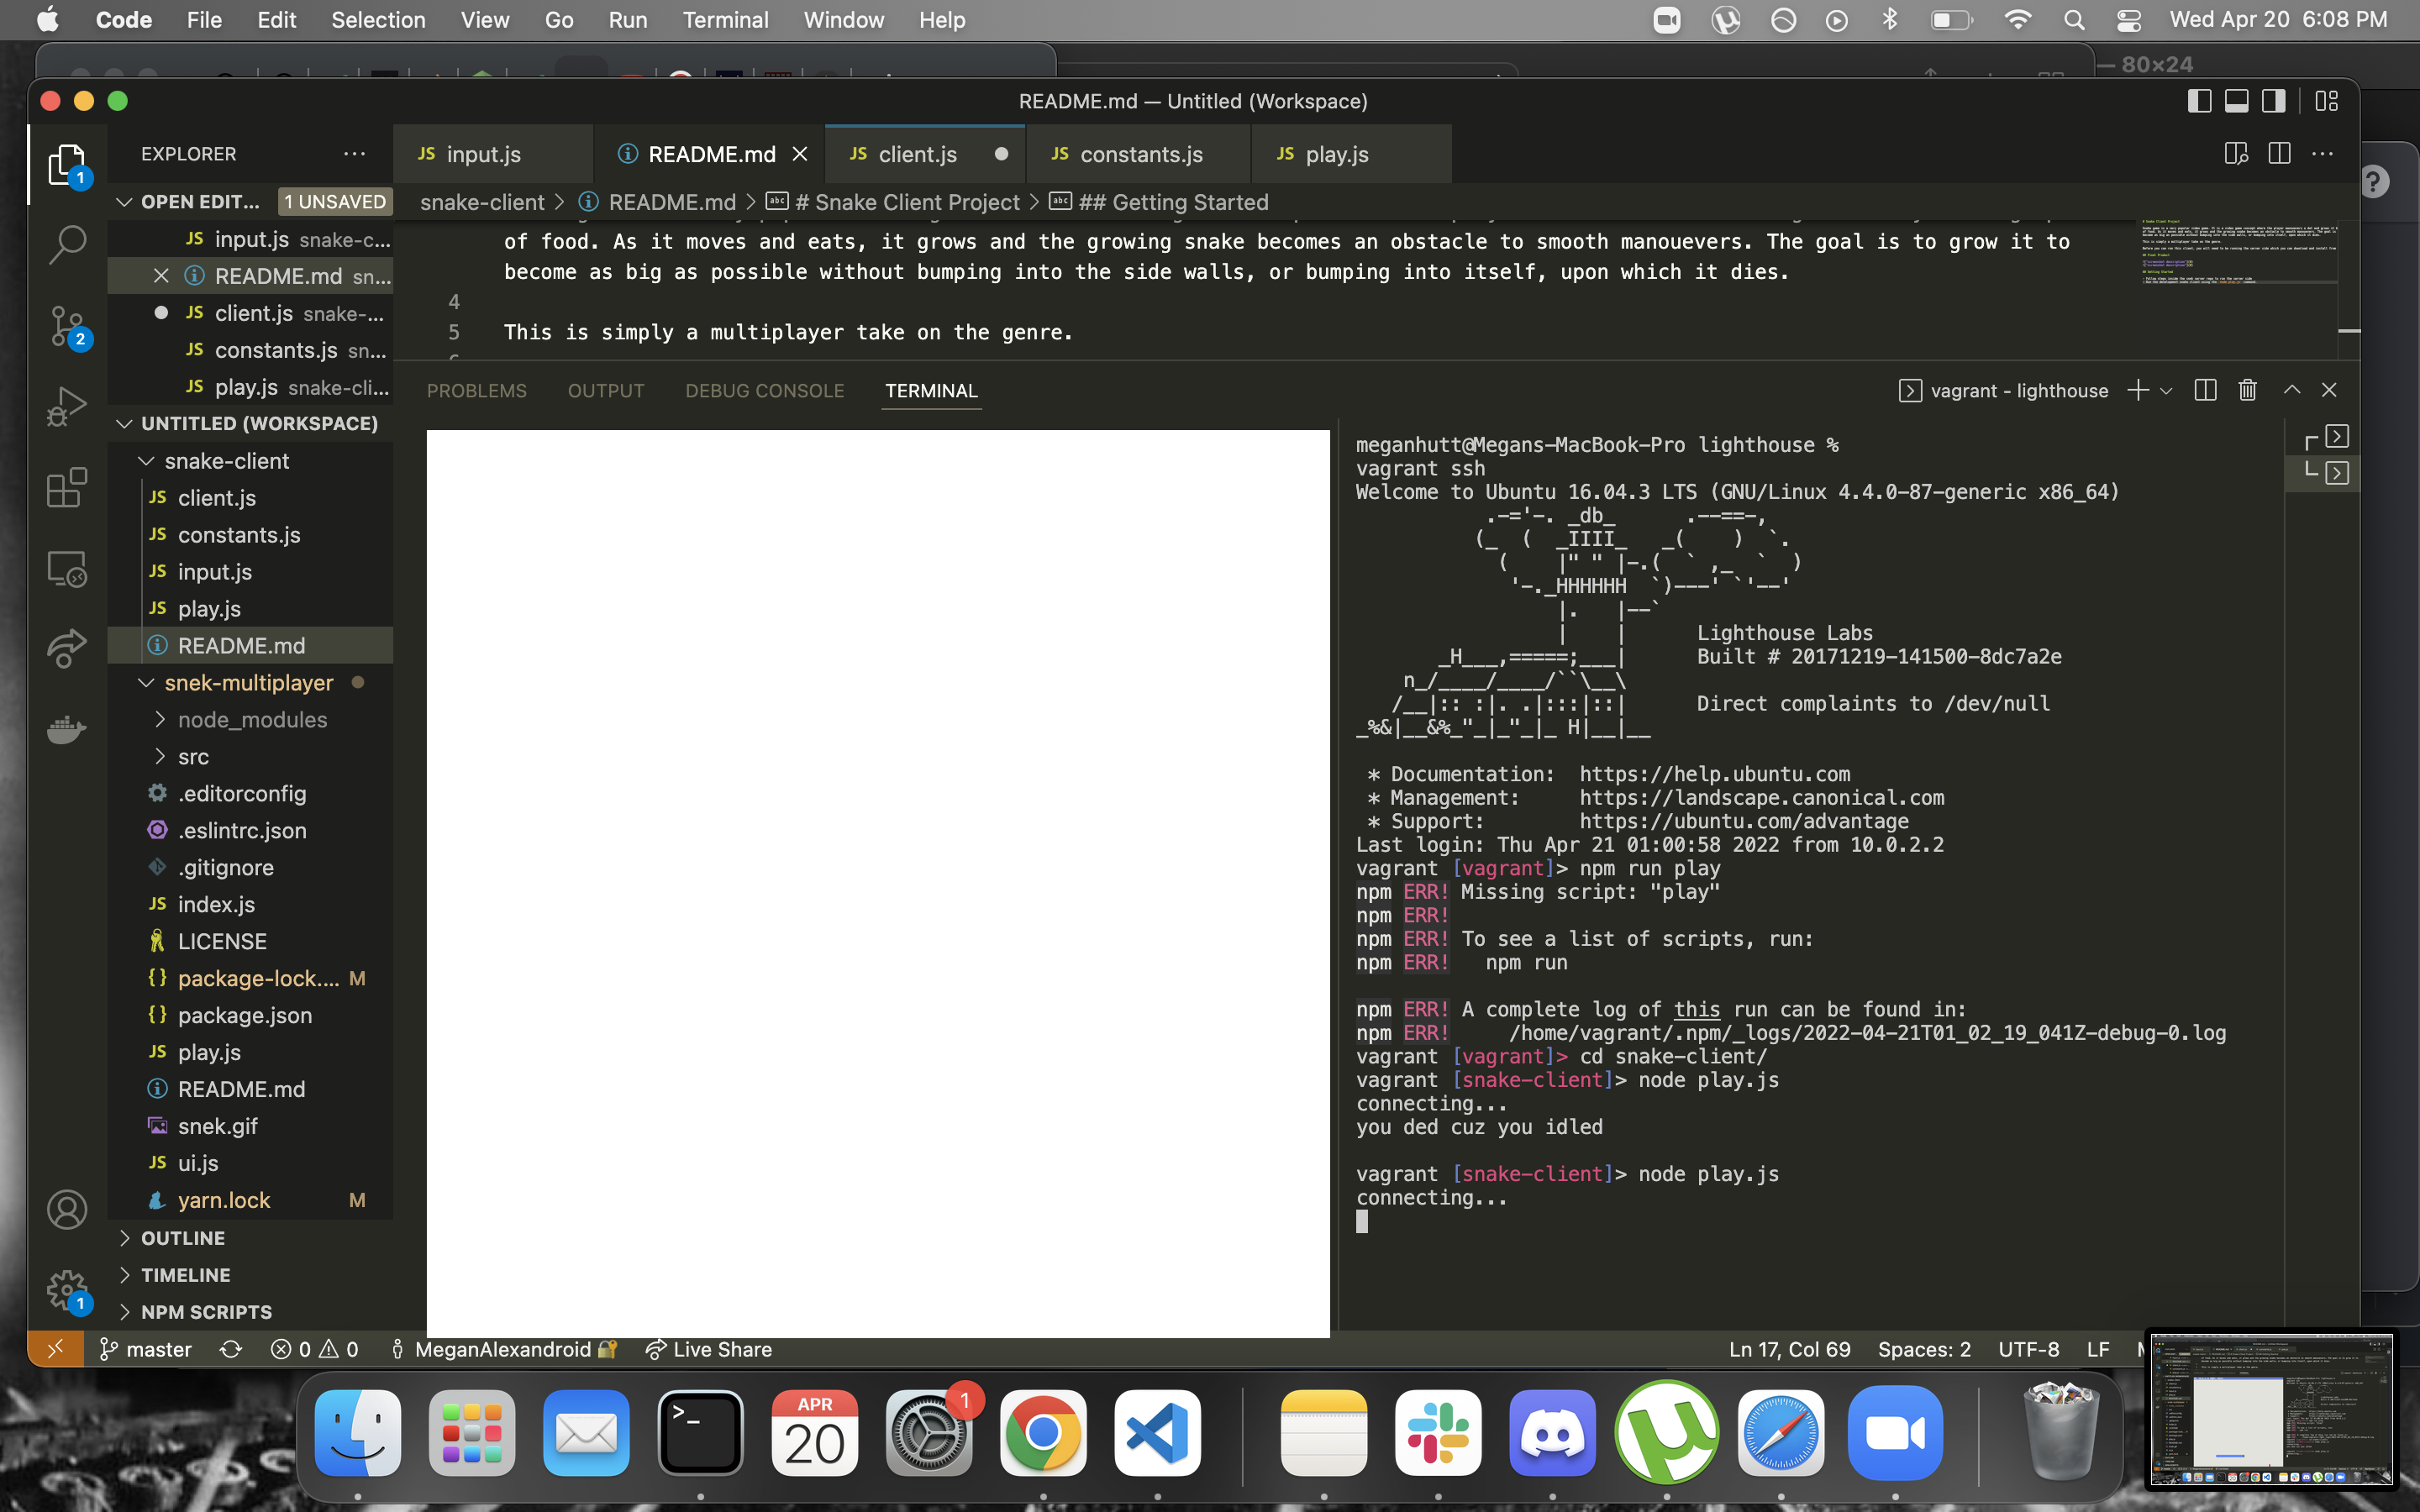 Code File Edit Selection View Go Run Terminal Window Help Wed Apr 20 6:08 PM
— 80×24
README.md — Untitled (Workspace)
EXPLORER
input.js README.md client.js constants.js play.js
OPEN EDIT... 1 UNSAVED
snake-client > README.md > # Snake Client Project > ## Getting Started
input.js snake-c...
README.md sn...
client.js snake-...
constants.js sn...
play.js snake-cli...
of food. As it moves and eats, it grows and the growing snake becomes an obstacle to smooth manouevers. The goal is to grow it to
become as big as possible without bumping into the side walls, or bumping into itself, upon which it dies.
4
5 This is simply a multiplayer take on the genre.
PROBLEMS OUTPUT DEBUG CONSOLE TERMINAL vagrant - lighthouse
UNTITLED (WORKSPACE)
snake-client
client.js
constants.js
input.js
play.js
README.md
snek-multiplayer
node_modules
src
.editorconfig
.eslintrc.json
.gitignore
index.js
LICENSE
package-lock.... M
package.json
play.js
README.md
snek.gif
ui.js
yarn.lock M
OUTLINE
TIMELINE
NPM SCRIPTS
meganhutt@Megans-MacBook-Pro lighthouse %
vagrant ssh
Welcome to Ubuntu 16.04.3 LTS (GNU/Linux 4.4.0-87-generic x86_64)
Lighthouse Labs
Built # 20171219-141500-8dc7a2e
Direct complaints to /dev/null
* Documentation: https://help.ubuntu.com
* Management: https://landscape.canonical.com
* Support: https://ubuntu.com/advantage
Last login: Thu Apr 21 01:00:58 2022 from 10.0.2.2
vagrant [vagrant]> npm run play
npm ERR! Missing script: "play"
npm ERR!
npm ERR! To see a list of scripts, run:
npm ERR!   npm run
npm ERR! A complete log of this run can be found in:
npm ERR!     /home/vagrant/.npm/_logs/2022-04-21T01_02_19_041Z-debug-0.log
vagrant [vagrant]> cd snake-client/
vagrant [snake-client]> node play.js
connecting...
you ded cuz you idled
vagrant [snake-client]> node play.js
connecting...
master 0 0 MeganAlexandroid Live Share Ln 17, Col 69 Spaces: 2 UTF-8 LF
APR
20
1